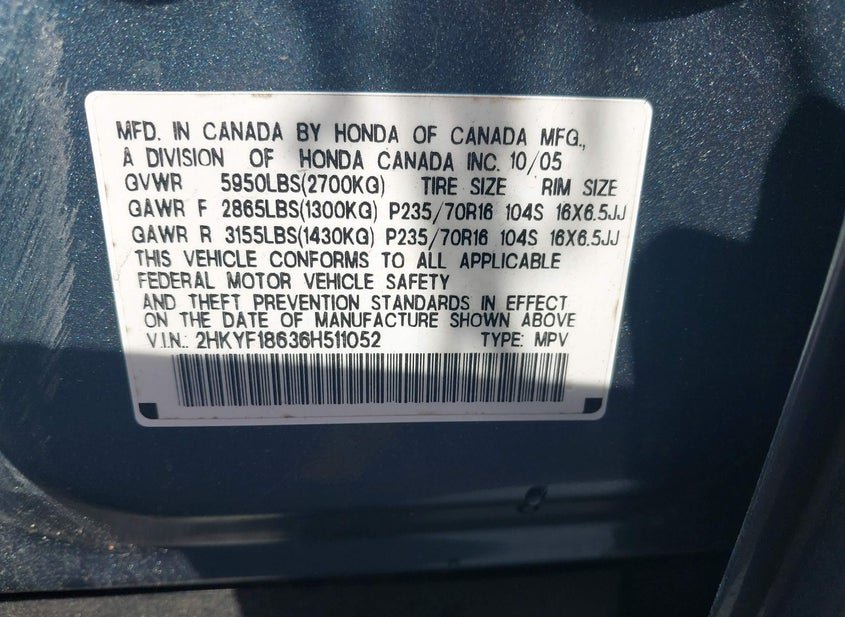 MFD. IN CANADA BY HONDA OF CANADA MFG.,
A DIVISION OF HONDA CANADA INC. 10/05
GVWR 5950LBS(2700KG) TIRE SIZE RIM SIZE
GAWR F 2865LBS(1300KG) P235/70R16 104S 16X6.5JJ
GAWR R 3155LBS(1430KG) P235/70R16 104S 16X6.5JJ
THIS VEHICLE CONFORMS TO ALL APPLICABLE
FEDERAL MOTOR VEHICLE SAFETY
AND THEFT PREVENTION STANDARDS IN EFFECT
ON THE DATE OF MANUFACTURE SHOWN ABOVE
V.I.N.: 2HKYF18636H511052 TYPE: MPV